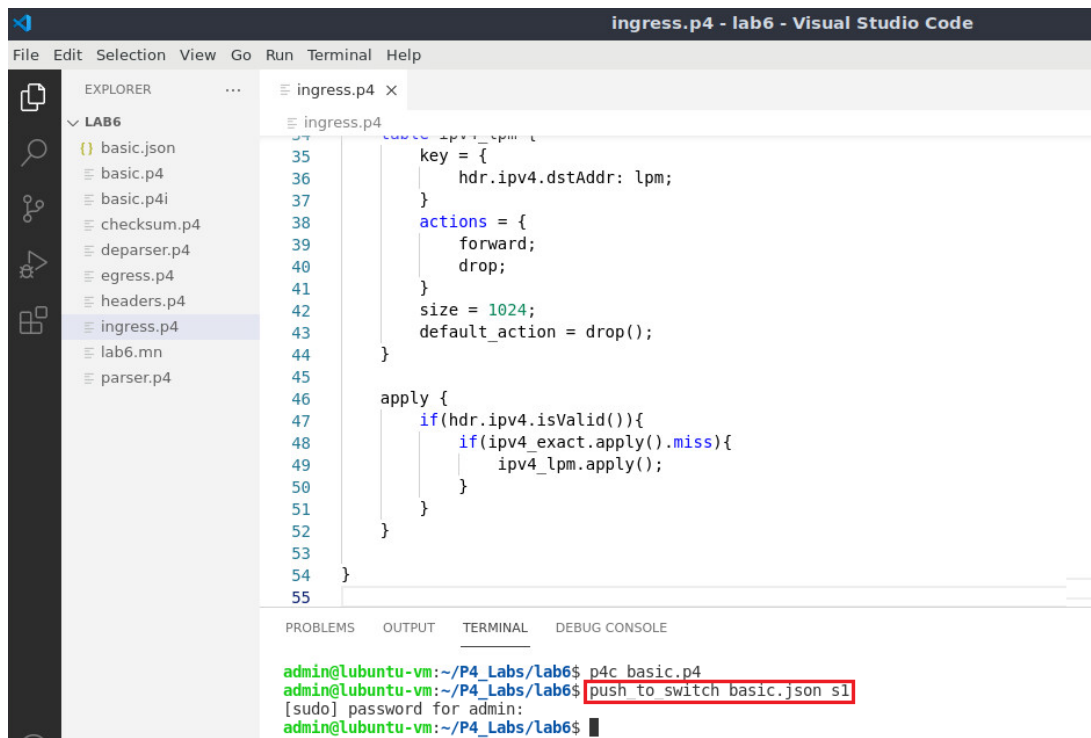 ingress.p4 - lab6 - Visual Studio Code
File Edit Selection View Go Run Terminal Help
EXPLORER ...
ingress.p4 ×
LAB6
{} basic.json
basic.p4
basic.p4i
checksum.p4
deparser.p4
egress.p4
headers.p4
ingress.p4
lab6.mn
parser.p4
ingress.p4
34 table ipv4_lpm {
35 key = {
36 hdr.ipv4.dstAddr: lpm;
37 }
38 actions = {
39 forward;
40 drop;
41 }
42 size = 1024;
43 default_action = drop();
44 }
45
46 apply {
47 if(hdr.ipv4.isValid()){
48 if(ipv4_exact.apply().miss){
49 ipv4_lpm.apply();
50 }
51 }
52 }
53
54 }
55
PROBLEMS OUTPUT TERMINAL DEBUG CONSOLE
admin@lubuntu-vm:~/P4_Labs/lab6$ p4c basic.p4
admin@lubuntu-vm:~/P4_Labs/lab6$ push_to_switch basic.json s1
[sudo] password for admin:
admin@lubuntu-vm:~/P4_Labs/lab6$